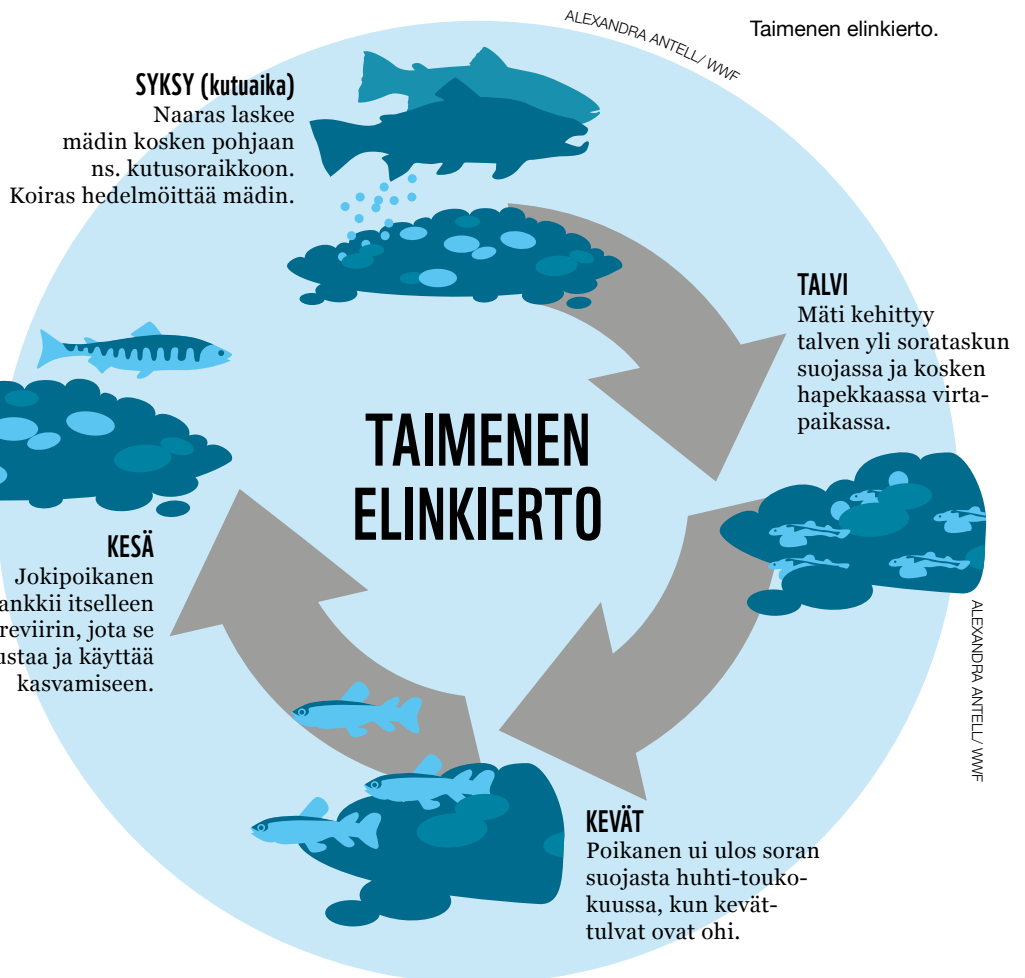 Taimenen elinkierto.
ALEXANDRA ANTELL/ WWF
SYKSY (kutuaika)
Naaras laskee
mädin kosken pohjaan
ns. kutusoraikkoon.
Koiras hedelmöittää mädin.
TALVI
Mäti kehittyy
talven yli sorataskun
suojassa ja kosken
hapekkaassa virta-
paikassa.
TAIMENEN
ELINKIERTO
KESÄ
Jokipoikanen
ankkii itselleen
reviirin, jota se
ustaa ja käyttää
kasvamiseen.
KEVÄT
Poikanen ui ulos soran
suojasta huhti-touko-
kuussa, kun kevät-
tulvat ovat ohi.
ALEXANDRA ANTELL/ WWF